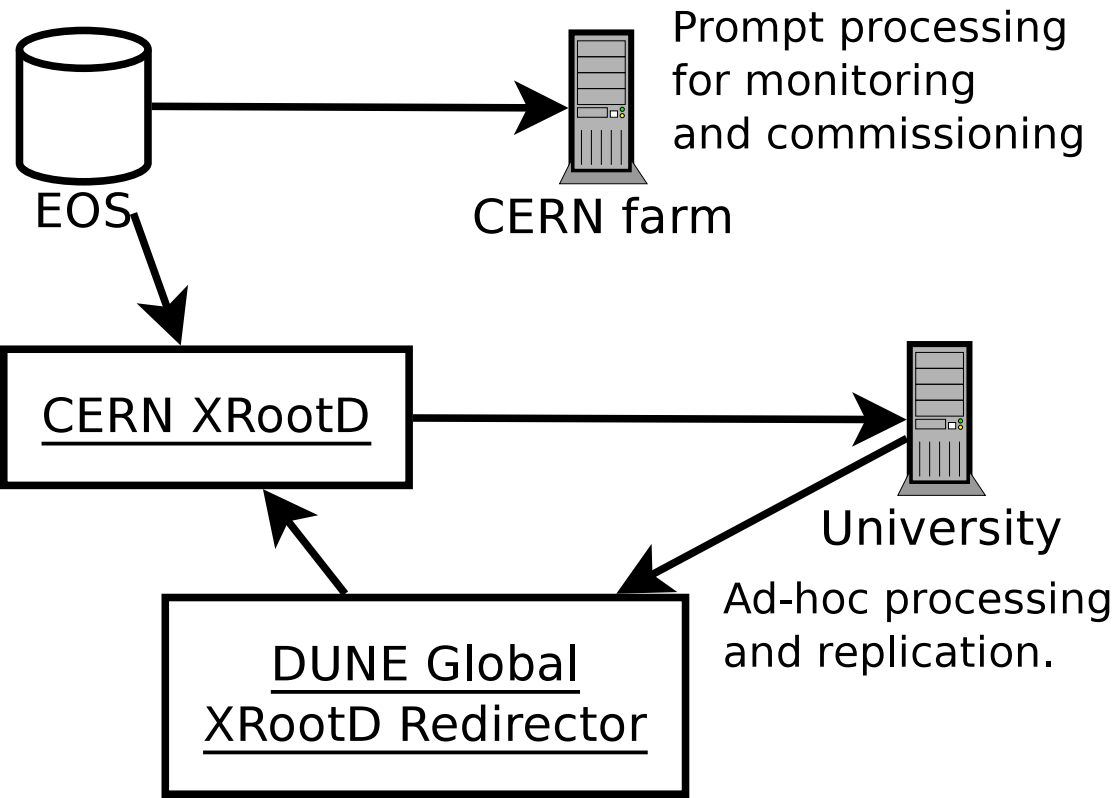 Prompt processing
for monitoring
and commissioning
EOS
CERN farm
CERN XRootD
University
Ad-hoc processing
and replication.
DUNE Global
XRootD Redirector